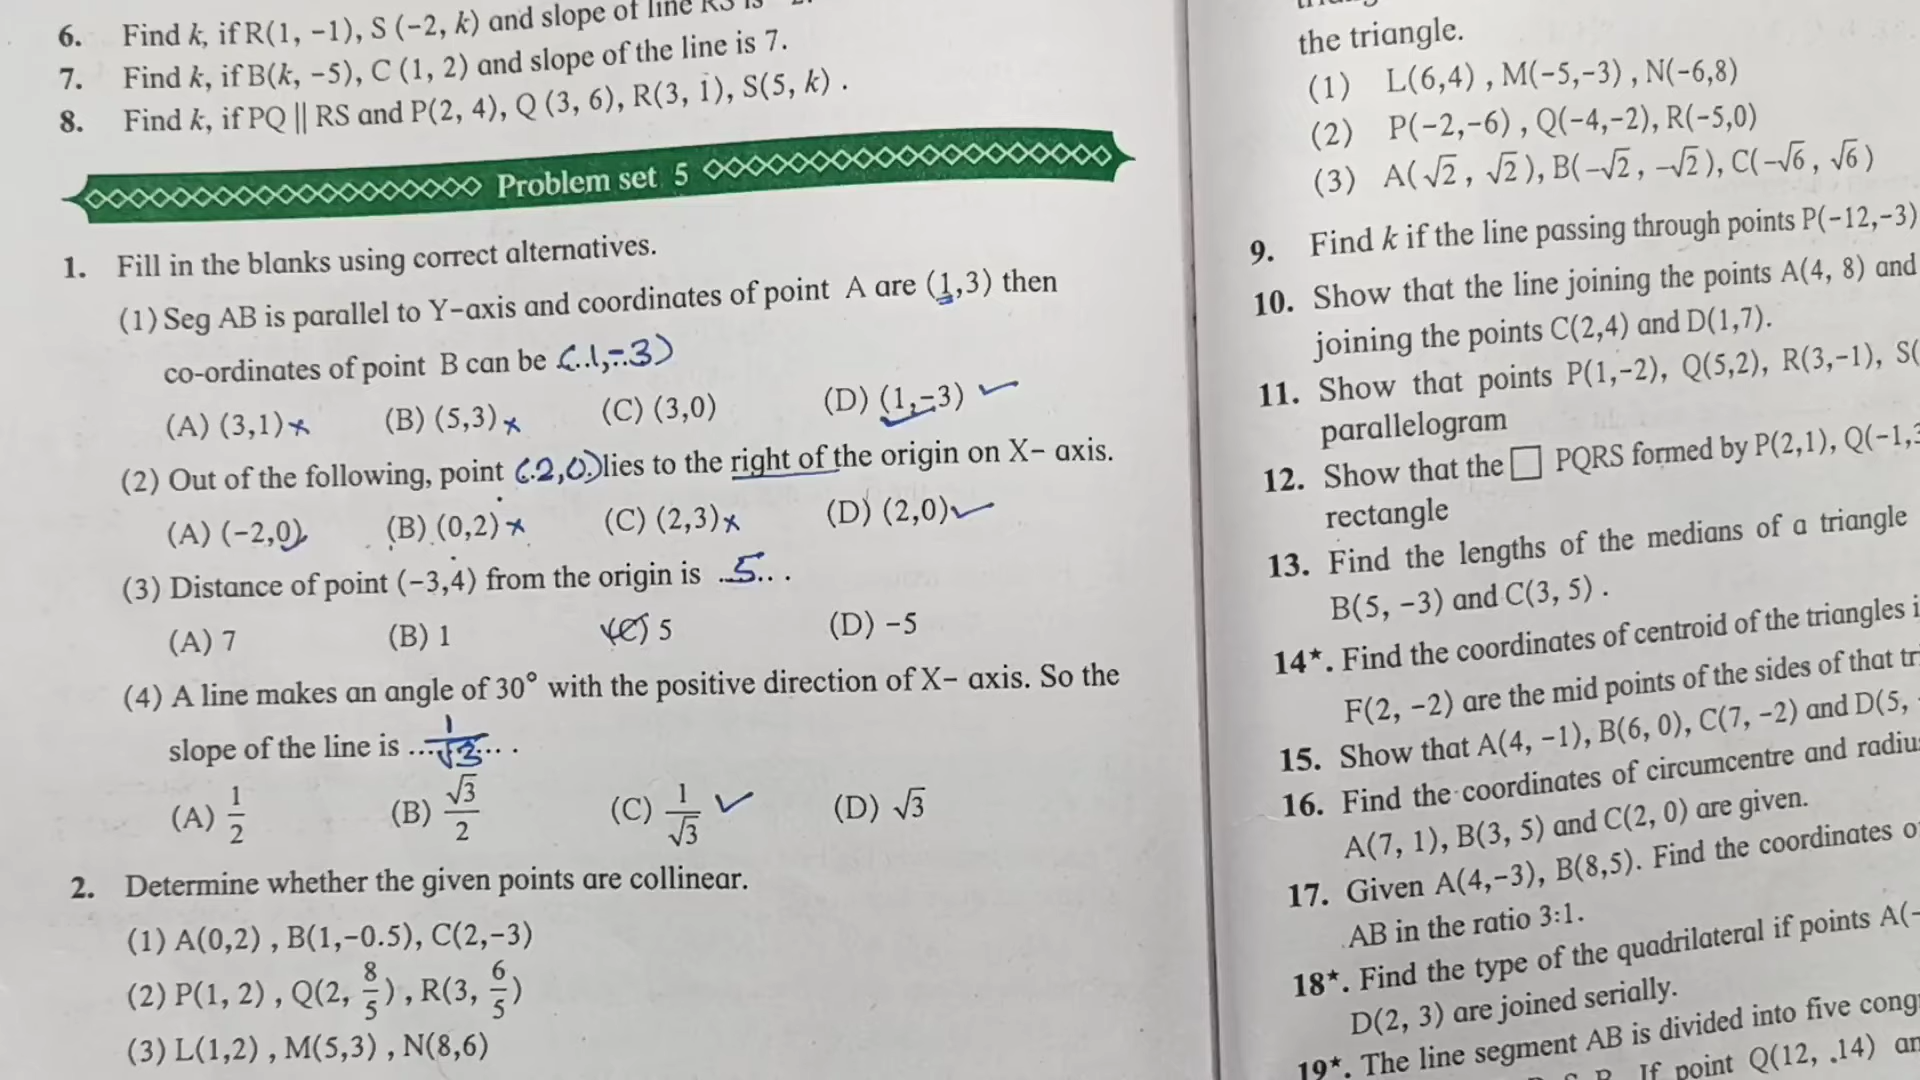 6. Find k, if R(1, −1), S (−2, k) and slope of line RS is
7. Find k, if B(k, −5), C (1, 2) and slope of the line is 7.
8. Find k, if PQ || RS and P(2, 4), Q (3, 6), R(3, 1), S(5, k) .
Problem set 5
1. Fill in the blanks using correct alternatives.
(1) Seg AB is parallel to Y-axis and coordinates of point A are (1,3) then
co-ordinates of point B can be (..1,-..3)
(A) (3,1) × (B) (5,3) × (C) (3,0) (D) (1,−3) ✓
(2) Out of the following, point (.2,0.) lies to the right of the origin on X− axis.
(A) (−2,0) (B) (0,2) × (C) (2,3) × (D) (2,0) ✓
(3) Distance of point (−3,4) from the origin is ..5.. .
(A) 7 (B) 1 (C) 5 (D) −5
(4) A line makes an angle of 30° with the positive direction of X− axis. So the
slope of the line is ...1/√3... .
(A) 1/2 (B) √3/2 (C) 1/√3 ✓ (D) √3
2. Determine whether the given points are collinear.
(1) A(0,2) , B(1,−0.5), C(2,−3)
(2) P(1, 2) , Q(2, 8/5) , R(3, 6/5)
(3) L(1,2) , M(5,3) , N(8,6)
the triangle.
(1) L(6,4) , M(−5,−3) , N(−6,8)
(2) P(−2,−6) , Q(−4,−2), R(−5,0)
(3) A(√2 , √2 ), B(−√2 , −√2 ), C(−√6 , √6 )
9. Find k if the line passing through points P(−12,−3)
10. Show that the line joining the points A(4, 8) and
joining the points C(2,4) and D(1,7).
11. Show that points P(1,−2), Q(5,2), R(3,−1), S(
parallelogram
12. Show that the □ PQRS formed by P(2,1), Q(−1,3
rectangle
13. Find the lengths of the medians of a triangle
B(5, −3) and C(3, 5) .
14*. Find the coordinates of centroid of the triangles i
F(2, −2) are the mid points of the sides of that tr
15. Show that A(4, −1), B(6, 0), C(7, −2) and D(5,
16. Find the coordinates of circumcentre and radiu
A(7, 1), B(3, 5) and C(2, 0) are given.
17. Given A(4,−3), B(8,5). Find the coordinates o
AB in the ratio 3:1.
18*. Find the type of the quadrilateral if points A(−
D(2, 3) are joined serially.
19*. The line segment AB is divided into five cong
If point Q(12, 14) an